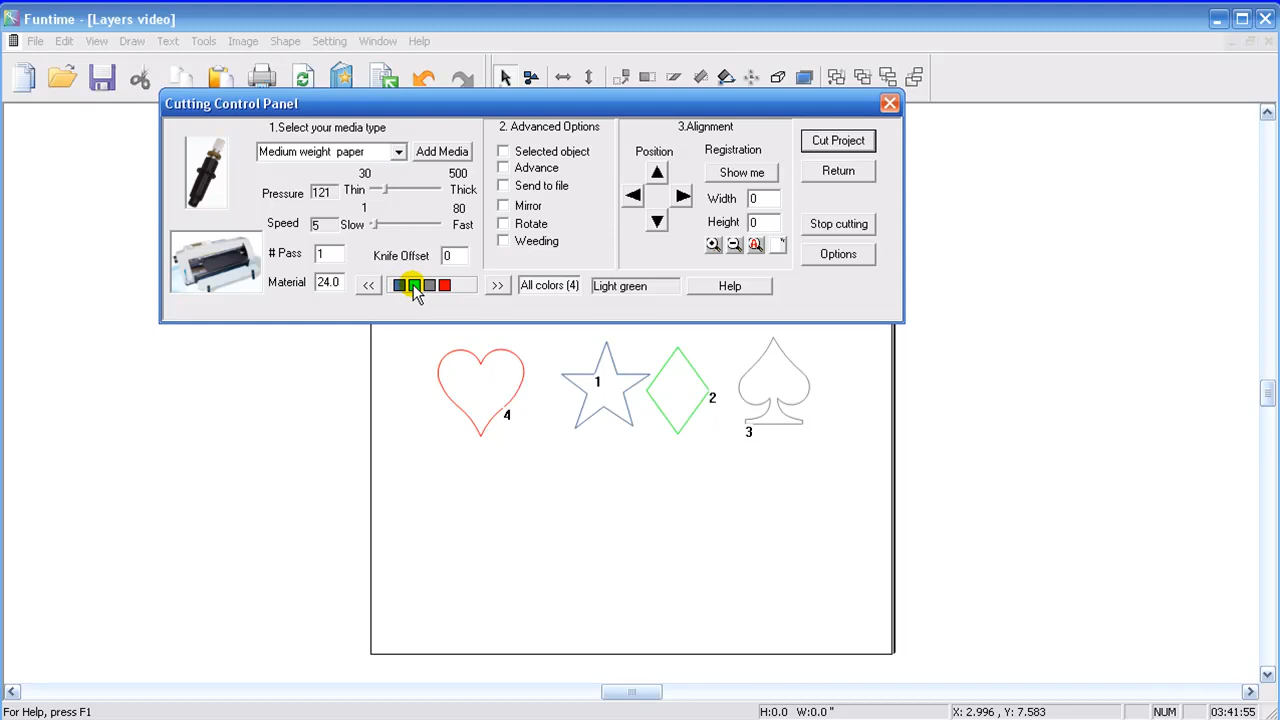 Funtime - [Layers video]
File Edit View Draw Text Tools Image Shape Setting Window Help
Cutting Control Panel
1.Select your media type
Medium weight paper
Add Media
30 500
Pressure 121 Thin Thick
1 80
Speed 5 Slow Fast
# Pass 1
Knife Offset 0
Material 24.0
<< >> All colors (4) Light green
2. Advanced Options
Selected object
Advance
Send to file
Mirror
Rotate
Weeding
3.Alignment
Position
Registration
Show me
Width 0
Height 0
Help
Cut Project
Return
Stop cutting
Options
4
1
2
3
For Help, press F1
H:0.0 W:0.0 "
X: 2.996 , Y: 7.583
NUM
03:41:55